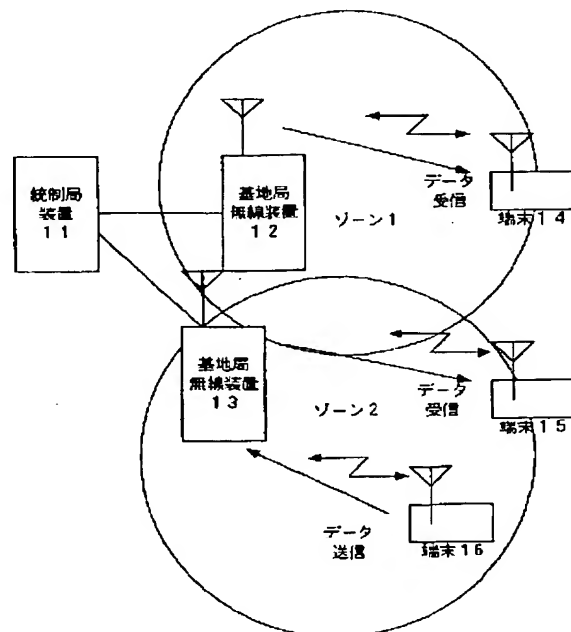 統制局
装置
１１
基地局
無線装置
１２
ゾーン１
データ
受信
端末１４
基地局
無線装置
１３
ゾーン２
データ
受信
端末１５
データ
送信
端末１６